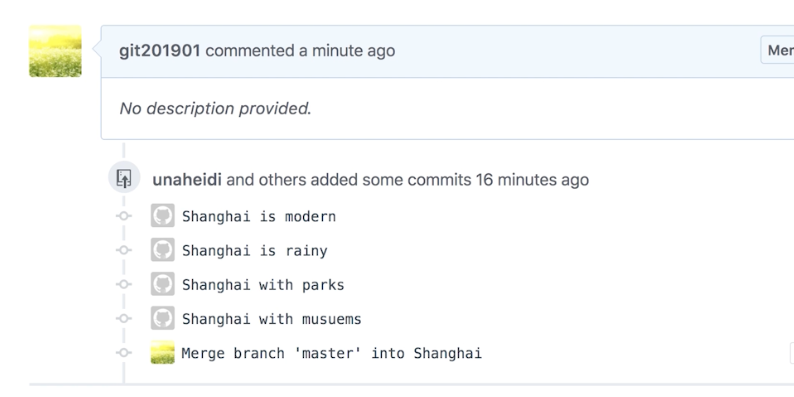 git201901 commented a minute ago
No description provided.
unaheidi and others added some commits 16 minutes ago
Shanghai is modern
Shanghai is rainy
Shanghai with parks
Shanghai with musuems
Merge branch 'master' into Shanghai